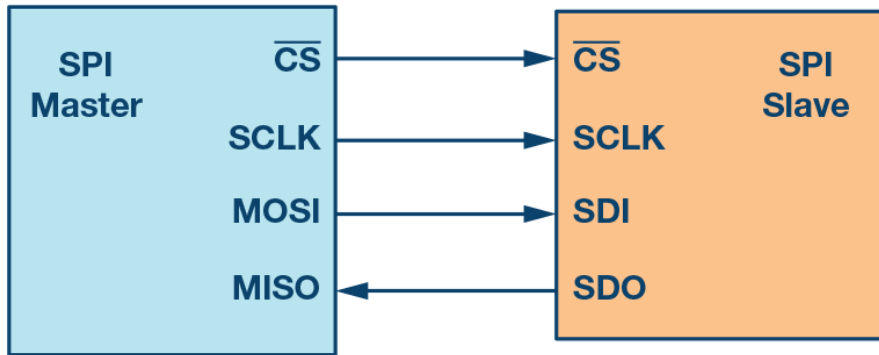 SPI
Master
CS
SCLK
MOSI
MISO
CS
SCLK
SDI
SDO
SPI
Slave